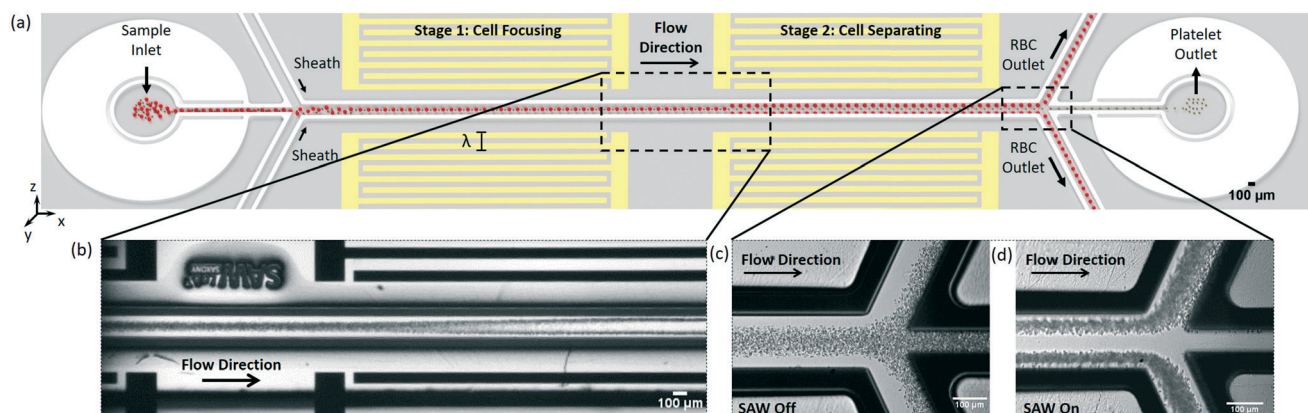 (a)
Sample
Inlet
Sheath
Sheath
Stage 1: Cell Focusing
Flow
Direction
Stage 2: Cell Separating
λ
RBC
Outlet
RBC
Outlet
Platelet
Outlet
100 µm
z
x
y
(b)
SAW
SAXONY
Flow Direction
100 µm
(c)
Flow Direction
SAW Off
100 µm
(d)
Flow Direction
SAW On
100 µm